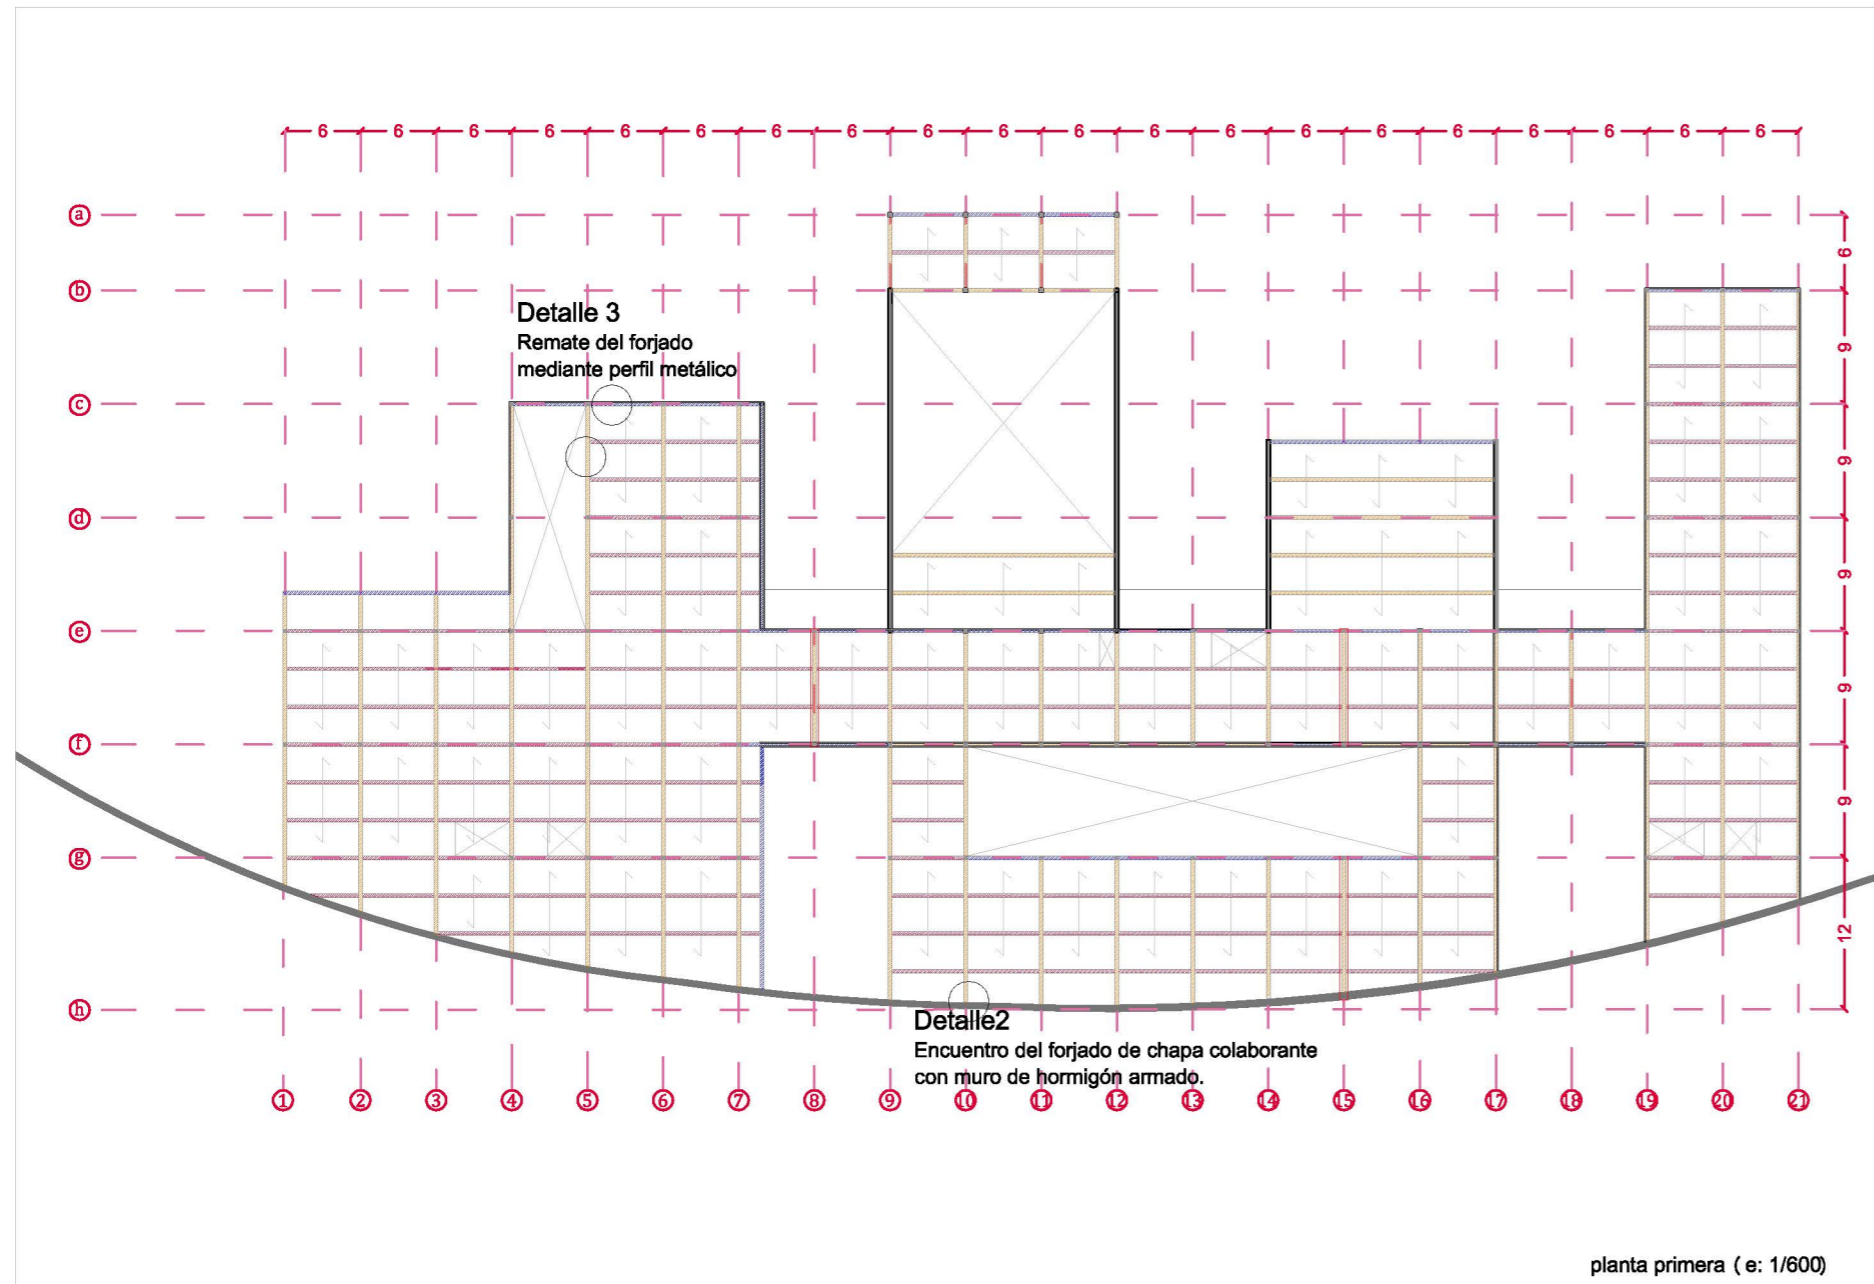 6 6 6 6 6 6 6 6 6 6 6 6 6 6 6 6 6 6 6 6
a
6
b
Detalle 3
Remate del forjado
mediante perfil metálico
9
c
9
d
9
e
9
f
9
g
12
h
Detalle2
Encuentro del forjado de chapa colaborante
con muro de hormigón armado.
1 2 3 4 5 6 7 8 9 10 11 12 13 14 15 16 17 18 19 20 21
planta primera ( e: 1/600)